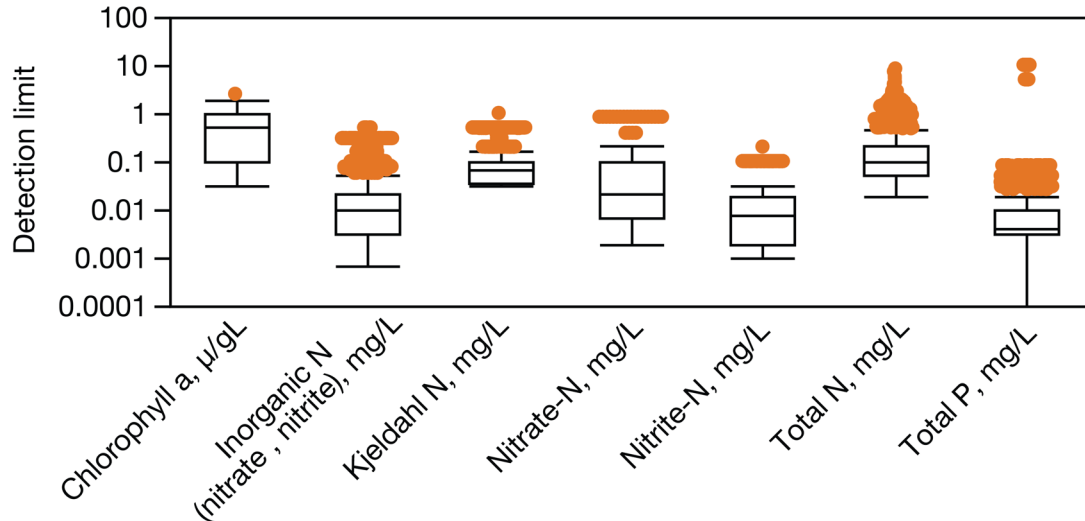 Detection limit
100
10
1
0.1
0.01
0.001
0.0001
Chlorophyll a, µ/gL
Inorganic N
(nitrate , nitrite), mg/L
Kjeldahl N, mg/L
Nitrate-N, mg/L
Nitrite-N, mg/L
Total N, mg/L
Total P, mg/L